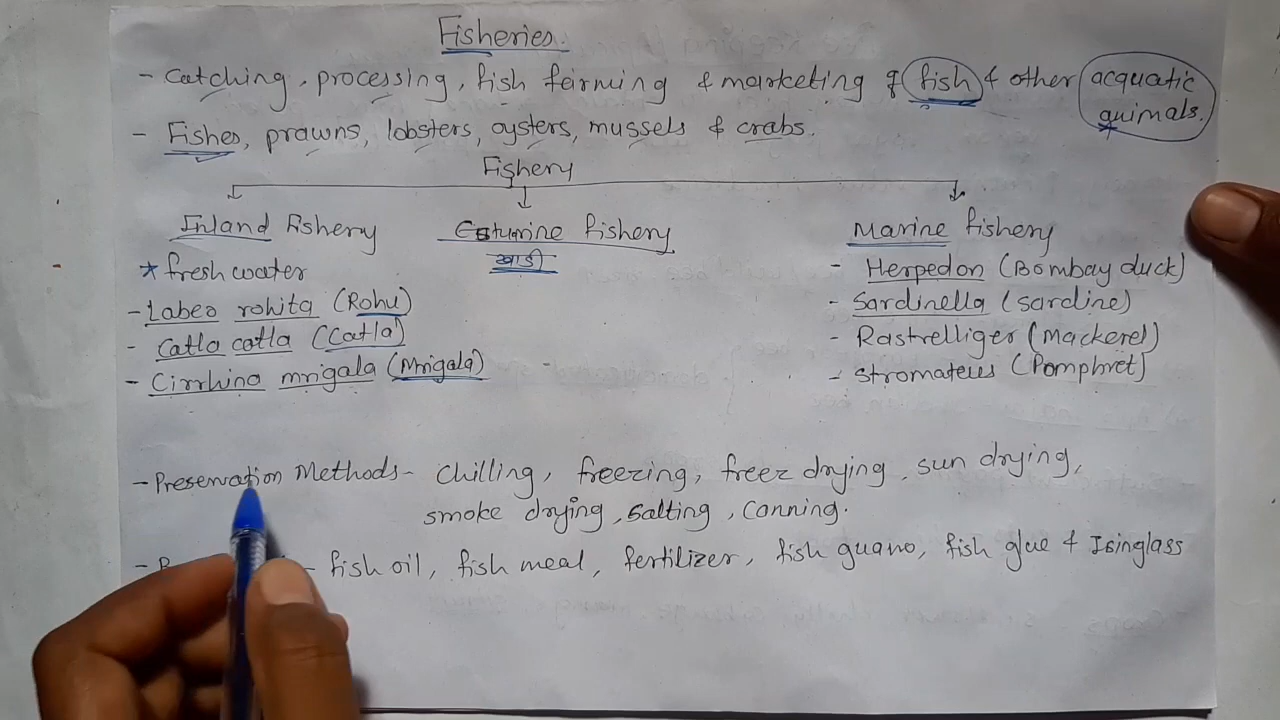 Fisheries.
- Catching, processing, fish fairming & marketing of fish & other acquatic animals.
- Fishes, prawns, lobsters, oysters, mussels & crabs.
Fishery
Inland Fishery
* fresh water
- Labeo rohita (Rohu)
- Catla catla (Catla)
- Cirrhina mrigala (Mrigala)
Esturine fishery
खाडी
Marine fishery
- Herpedon (Bombay duck)
- Sardinella (sardine)
- Rastrelliger (Mackerel)
- Stromateus (Pomphret)
- Preservation Methods - Chilling, freezing, freez drying, sun drying,
smoke drying, salting, Canning.
- fish oil, fish meal, fertilizer, fish guano, fish glue & Isinglass